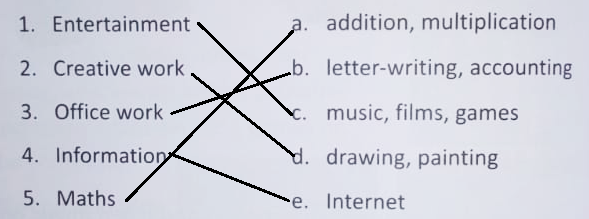 1. Entertainment a. addition, multiplication
2. Creative work b. letter-writing, accounting
3. Office work c. music, films, games
4. Information d. drawing, painting
5. Maths e. Internet